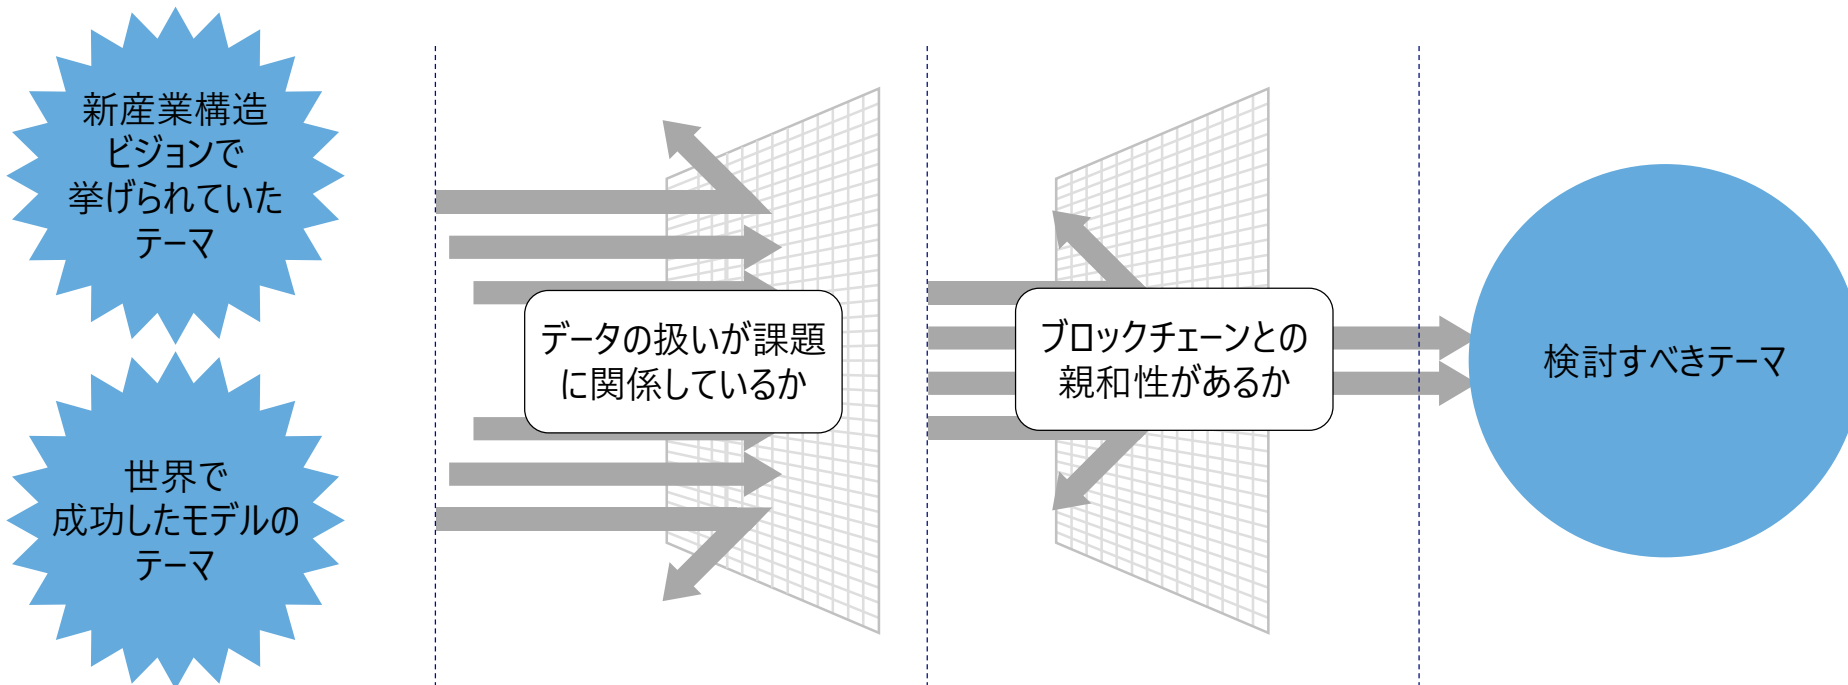 新産業構造
ビジョンで
挙げられていた
テーマ
世界で
成功したモデルの
テーマ
データの扱いが課題
に関係しているか
ブロックチェーンとの
親和性があるか
検討すべきテーマ